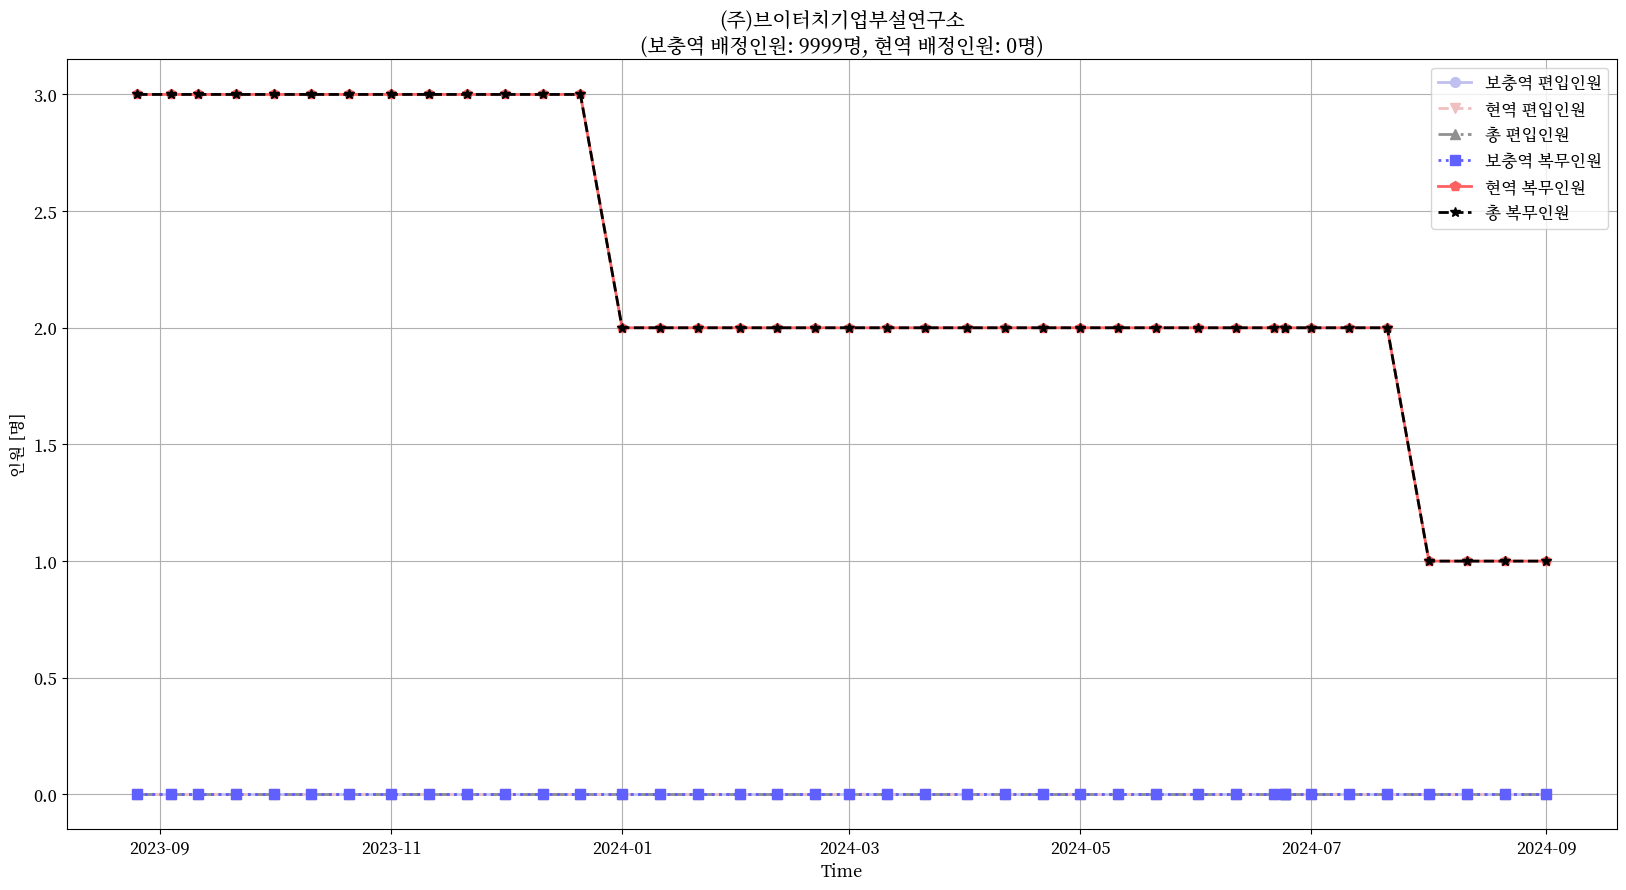 (주)브이터치기업부설연구소
(보충역 배정인원: 9999명, 현역 배정인원: 0명)
보충역 편입인원
현역 편입인원
총 편입인원
보충역 복무인원
현역 복무인원
총 복무인원
인원 [명]
3.0
2.5
2.0
1.5
1.0
0.5
0.0
2023-09
2023-11
2024-01
2024-03
2024-05
2024-07
2024-09
Time